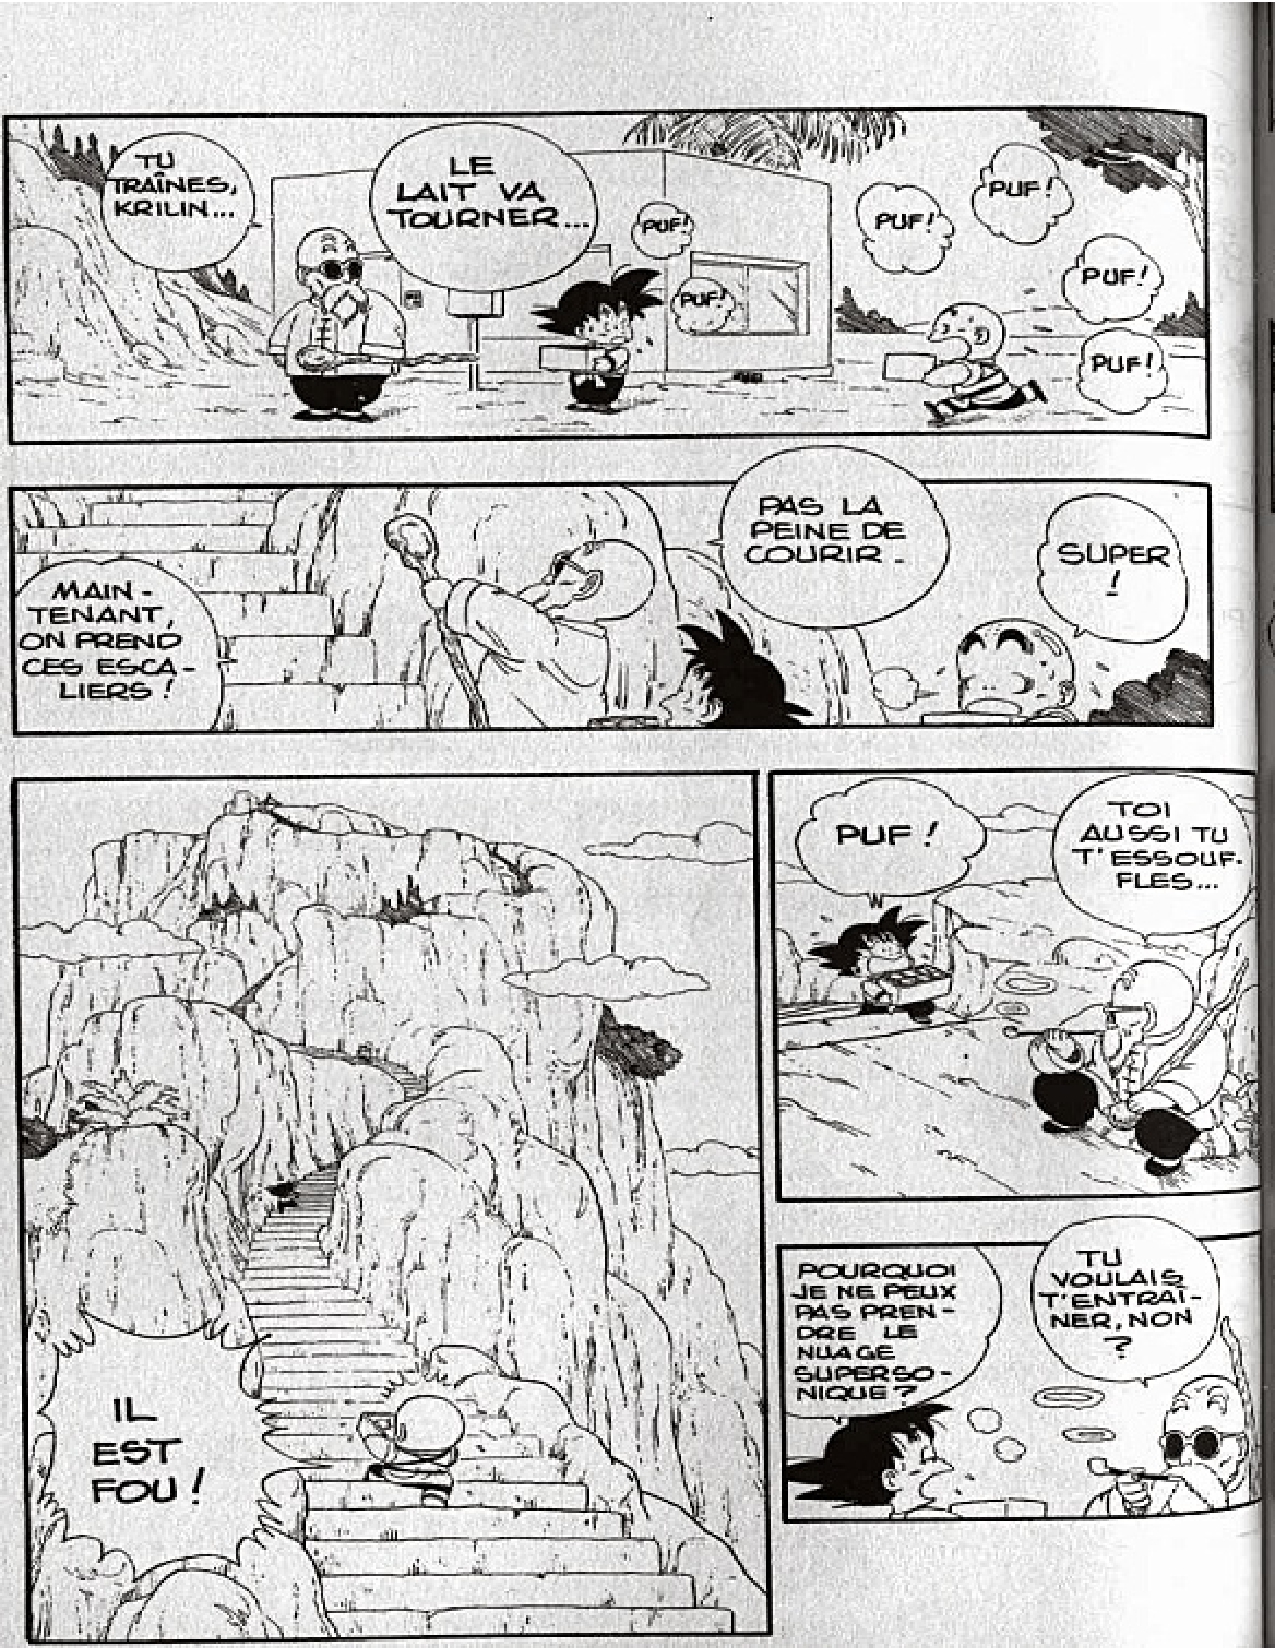 TU
TRAÎNES,
KRILIN...
LE
LAIT VA
TOURNER...
PUF!
PUF!
PUF!
PUF!
PUF!
PUF!
MAIN-
TENANT,
ON PREND
CES ESCA-
LIERS !
PAS LA
PEINE DE
COURIR.
SUPER
!
IL
EST
FOU !
PUF !
TOI
AUSSI TU
T'ESSOUF-
FLES...
POURQUOI
JE NE PEUX
PAS PREN-
DRE LE
NUAGE
SUPERSO-
NIQUE ?
TU
VOULAIS
T'ENTRAÎ-
NER, NON
?